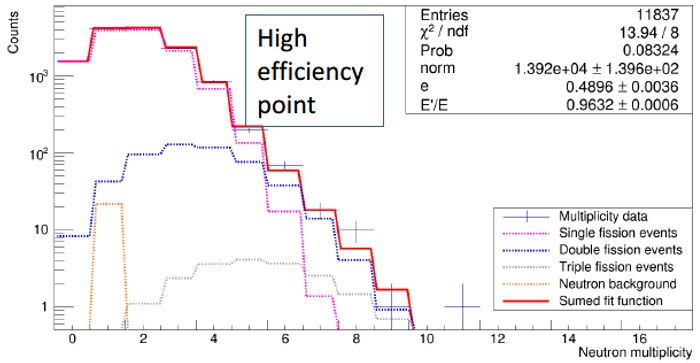 Counts
10³
10²
10
1
High
efficiency
point
Entries 11837
χ² / ndf 13.94 / 8
Prob 0.08324
norm 1.392e+04 ± 1.396e+02
e 0.4896 ± 0.0036
E'/E 0.9632 ± 0.0006
Multiplicity data
Single fission events
Double fission events
Triple fission events
Neutron background
Sumed fit function
0 2 4 6 8 10 12 14 16
Neutron multiplicity